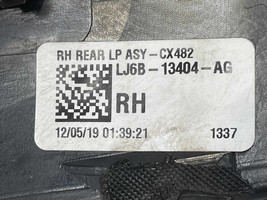 RH REAR LP ASY-CX482
LJ6B-13404-AG
RH
12/05/19 01:39:21 1337